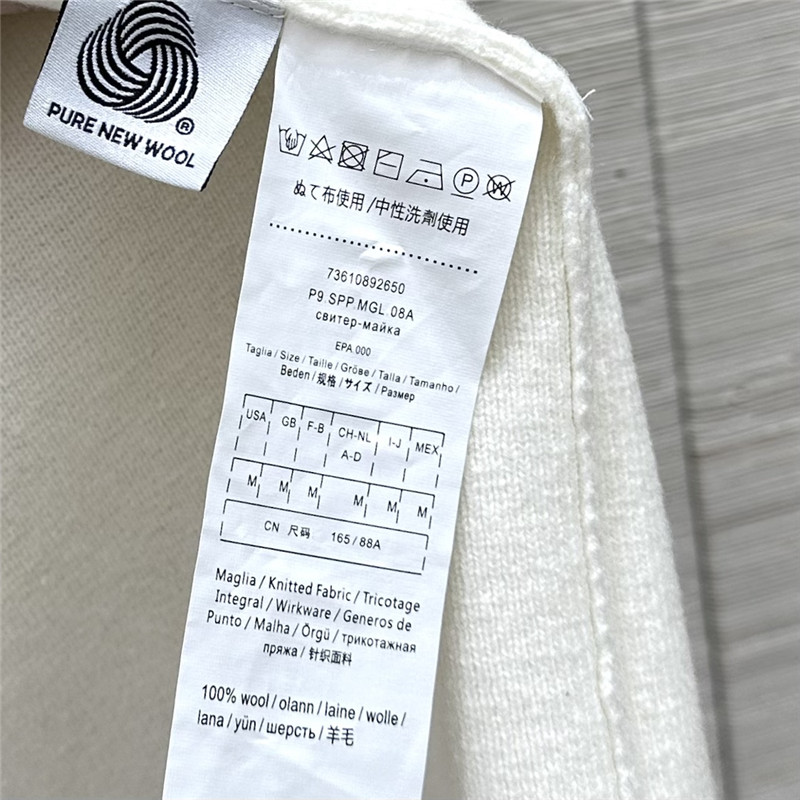 PURE NEW WOOL
®
P W
ぬて布使用/中性洗劑使用
73610892650
P9.SPP.MGL.08A
свитер-майка
EPA.000
Taglia / Size / Taille / Grôве / Talla / Tamanho /
Beden / 规格 / サイズ / Размер
USA GB F-B CH-NL A-D I-J MEX
M M M M M M
CN 尺码 165/88A
Maglia / Knitted Fabric / Tricotage
Integral / Wirkware / Generos de
Punto / Malha / Örgü / трикотажная
пряжа / 针织面料
100% wool / olann / laine / wolle /
lana / yün / шерсть / 羊毛